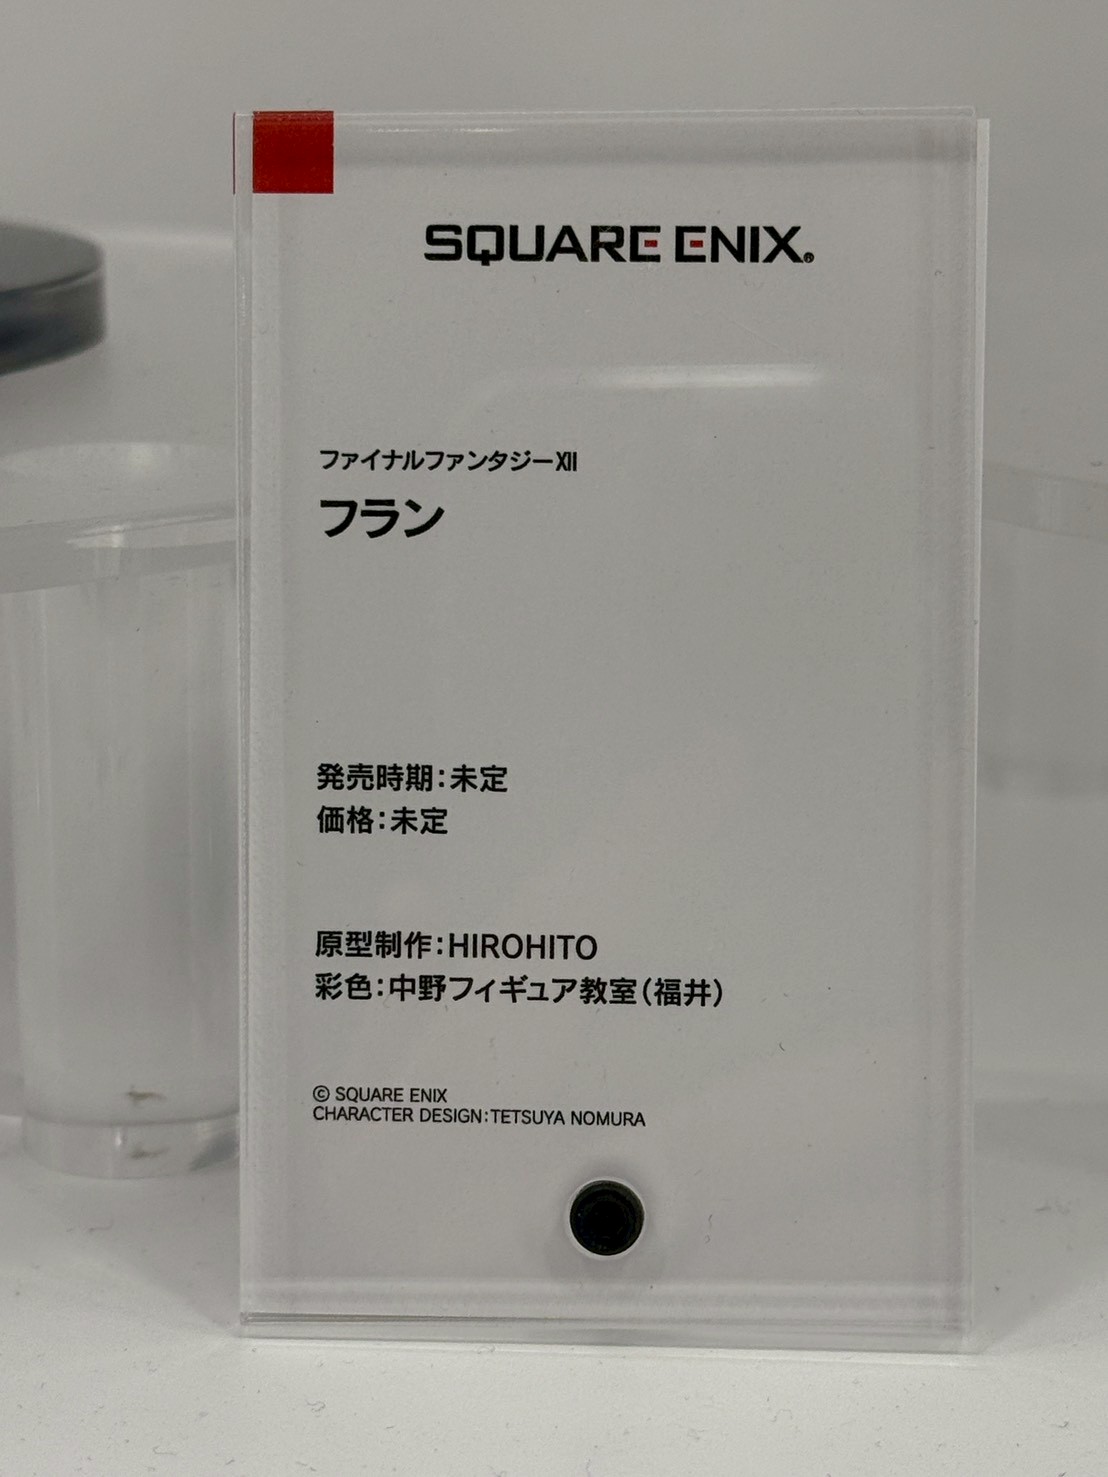 SQUARE ENIX®
ファイナルファンタジーXII
フラン
発売時期：未定
価格：未定
原型制作：HIROHITO
彩色：中野フィギュア教室（福井）
© SQUARE ENIX
CHARACTER DESIGN：TETSUYA NOMURA